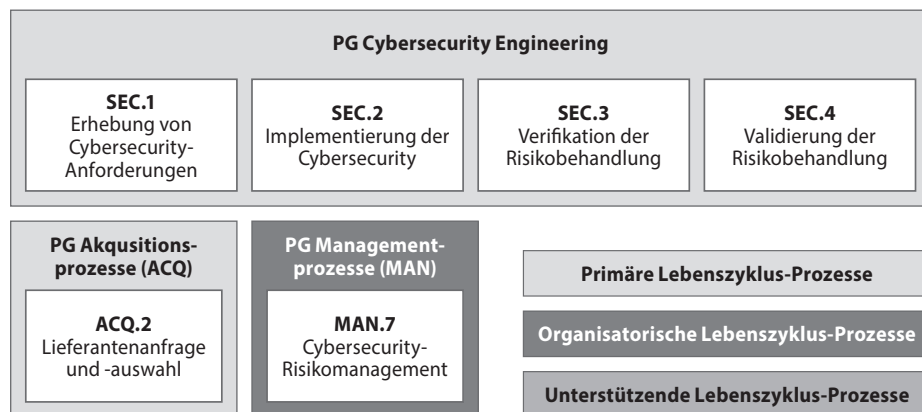 PG Cybersecurity Engineering
SEC.1
Erhebung von
Cybersecurity-
Anforderungen
SEC.2
Implementierung der
Cybersecurity
SEC.3
Verifikation der
Risikobehandlung
SEC.4
Validierung der
Risikobehandlung
PG Akqusitions-
prozesse (ACQ)
ACQ.2
Lieferantenanfrage
und -auswahl
PG Management-
prozesse (MAN)
MAN.7
Cybersecurity-
Risikomanagement
Primäre Lebenszyklus-Prozesse
Organisatorische Lebenszyklus-Prozesse
Unterstützende Lebenszyklus-Prozesse